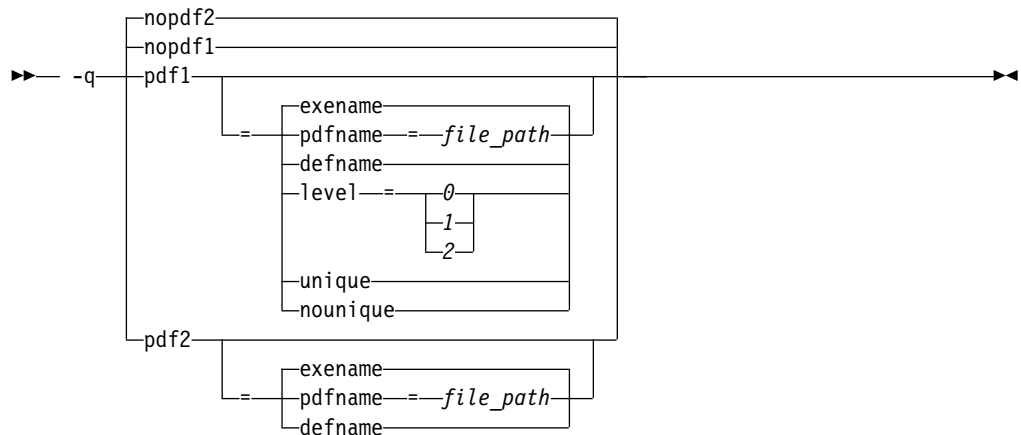 nopdf2
nopdf1
-q pdf1
exename
= pdfname = file_path
defname
level = 0
1
2
unique
nounique
pdf2
exename
= pdfname = file_path
defname